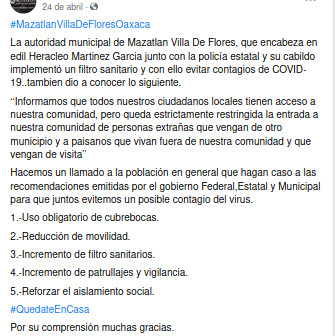 24 de abril ·
#MazatlanVillaDeFloresOaxaca
La autoridad municipal de Mazatlan Villa De Flores, que encabeza en
edil Heracleo Martinez Garcia junto con la policía estatal y su cabildo
implementó un filtro sanitario y con ello evitar contagios de COVID-
19..tambien dio a conocer lo siguiente.
“Informamos que todos nuestros ciudadanos locales tienen acceso a
nuestra comunidad, pero queda estrictamente restringida la entrada a
nuestra comunidad de personas extrañas que vengan de otro
municipio y a paisanos que vivan fuera de nuestra comunidad y que
vengan de visita”
Hacemos un llamado a la población en general que hagan caso a las
recomendaciones emitidas por el gobierno Federal,Estatal y Municipal
para que juntos evitemos un posible contagio del virus.
1.-Uso obligatorio de cubrebocas.
2.-Reducción de movilidad.
3.-Incremento de filtro sanitarios.
4.-Incremento de patrullajes y vigilancia.
5.-Reforzar el aislamiento social.
#QuedateEnCasa
Por su comprensión muchas gracias.